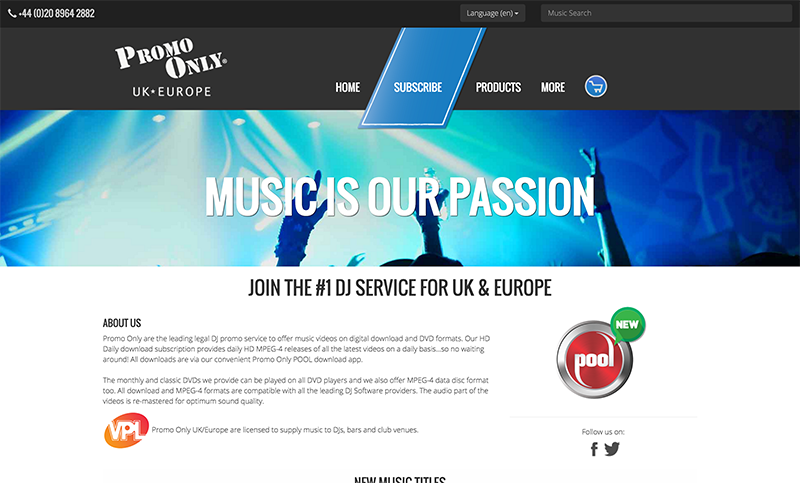 +44 (0)20 8964 2882
Language (en)
Music Search
PROMO
ONLY®
UK★EUROPE
HOME
SUBSCRIBE
PRODUCTS
MORE
MUSIC IS OUR PASSION
JOIN THE #1 DJ SERVICE FOR UK & EUROPE
ABOUT US
Promo Only are the leading legal DJ promo service to offer music videos on digital download and DVD formats. Our HD
Daily download subscription provides daily HD MPEG-4 releases of all the latest videos on a daily basis...so no waiting
around! All downloads are via our convenient Promo Only POOL download app.
The monthly and classic DVDs we provide can be played on all DVD players and we also offer MPEG-4 data disc format
too. All download and MPEG-4 formats are compatible with all the leading DJ Software providers. The audio part of the
videos is re-mastered for optimum sound quality.
VPL
Promo Only UK/Europe are licensed to supply music to DJs, bars and club venues.
NEW
pool
Follow us on:
NEW MUSIC TITLES